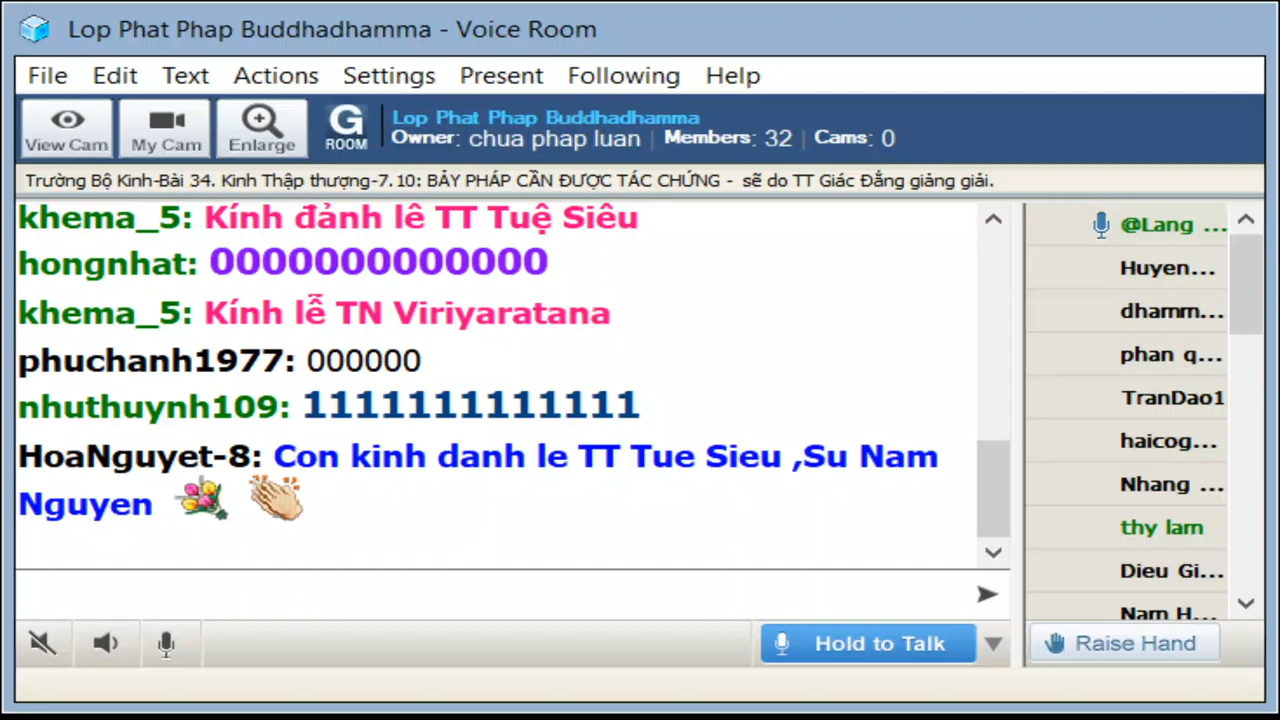 Lop Phat Phap Buddhadhamma - Voice Room
File Edit Text Actions Settings Present Following Help
View Cam My Cam Enlarge G ROOM
Lop Phat Phap Buddhadhamma
Owner: chua phap luan | Members: 32 | Cams: 0
Trường Bộ Kinh-Bài 34. Kinh Thập thượng-7.10: BẢY PHÁP CẦN ĐƯỢC TÁC CHỨNG - sẽ do TT Giác Đẳng giảng giải.
khema_5: Kính đảnh lê TT Tuệ Siêu
hongnhat: 0000000000000
khema_5: Kính lễ TN Viriyaratana
phuchanh1977: 000000
nhuthuynh109: 1111111111111
HoaNguyet-8: Con kinh danh le TT Tue Sieu ,Su Nam
Nguyen
@Lang ...
Huyen...
dhamm...
phan q...
TranDao1
haicog...
Nhang ...
thy lam
Dieu Gi...
Nam H...
Hold to Talk
Raise Hand